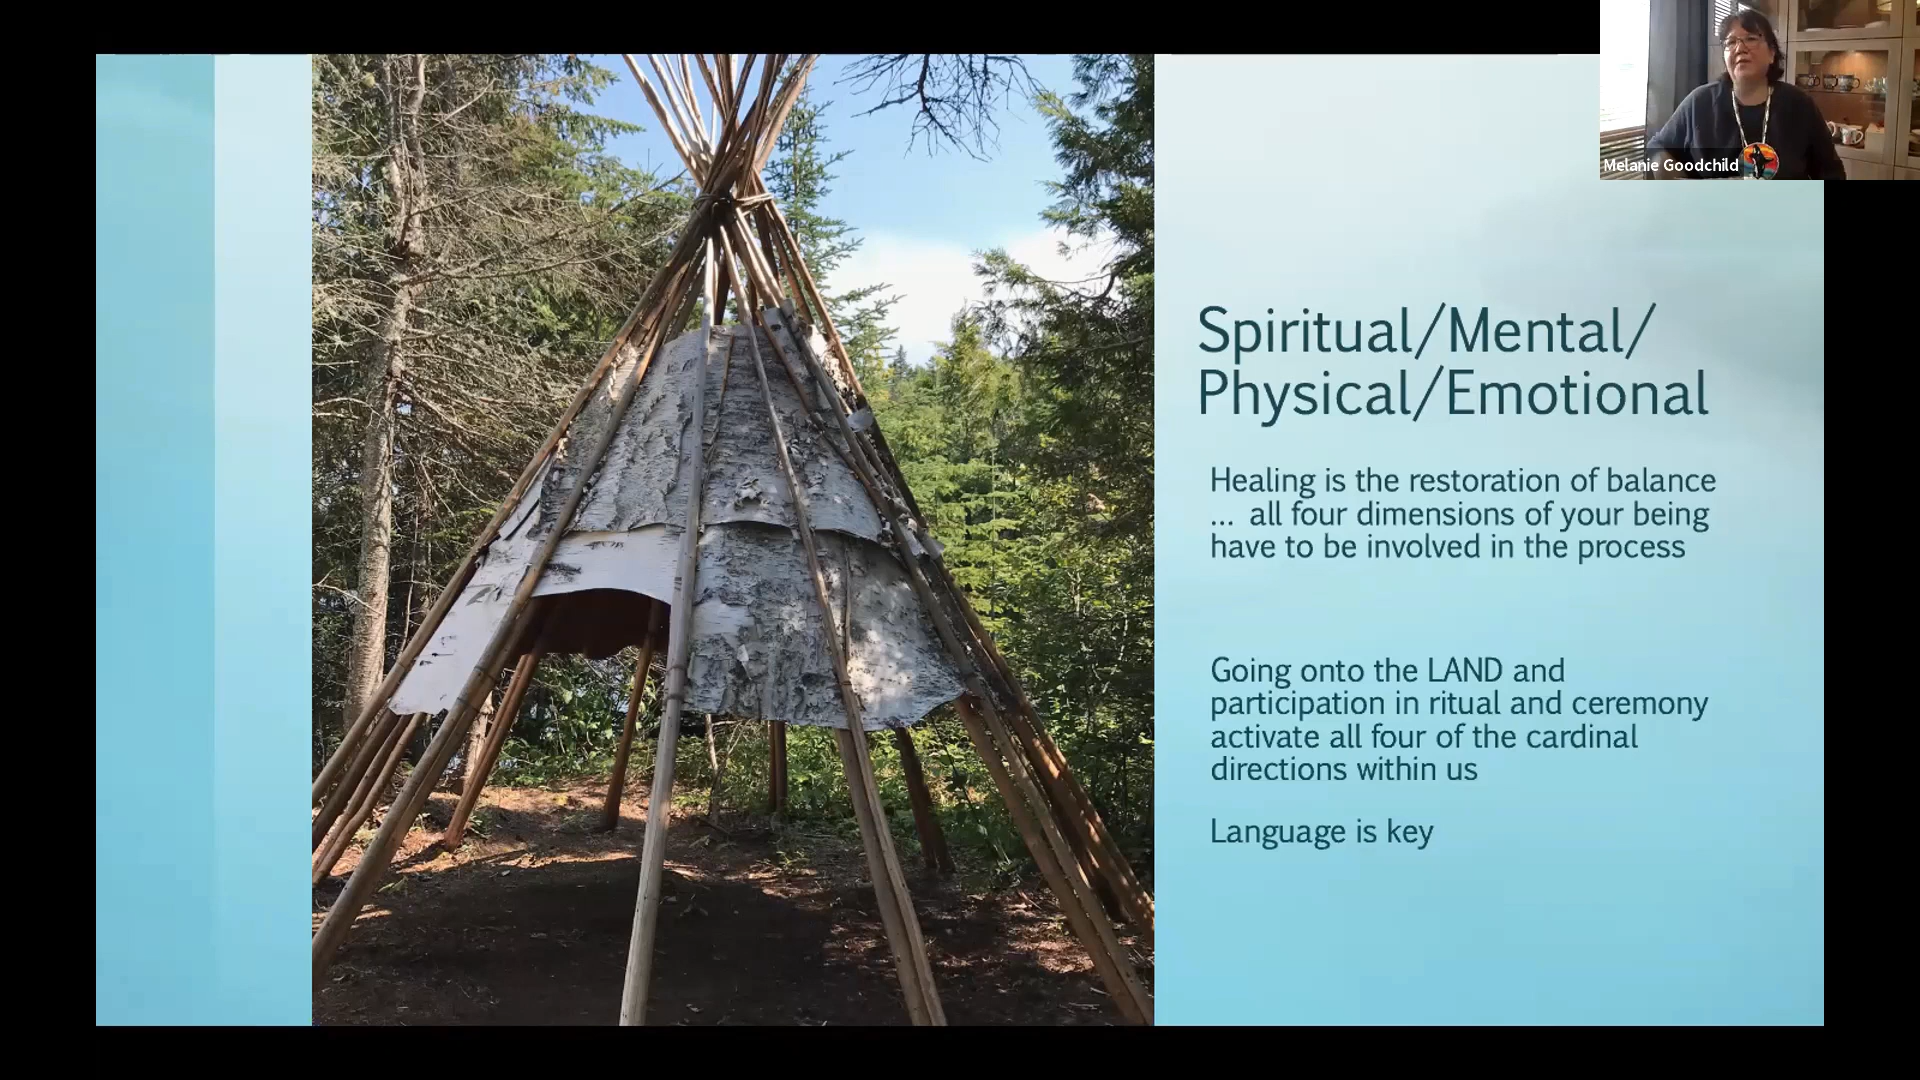 Melanie Goodchild
Spiritual/Mental/
Physical/Emotional
Healing is the restoration of balance
... all four dimensions of your being
have to be involved in the process
Going onto the LAND and
participation in ritual and ceremony
activate all four of the cardinal
directions within us
Language is key